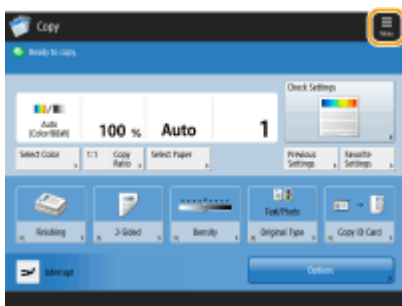 Copy
Menu
Ready to copy.
Check Settings
Auto
(Color/B&W)
100 %
Auto
1
Select Color
1:1
Copy
Ratio
Select Paper
Previous
Settings
Favorite
Settings
Text/Photo
Finishing
2-Sided
Density
Original Type
Copy ID Card
Interrupt
Options